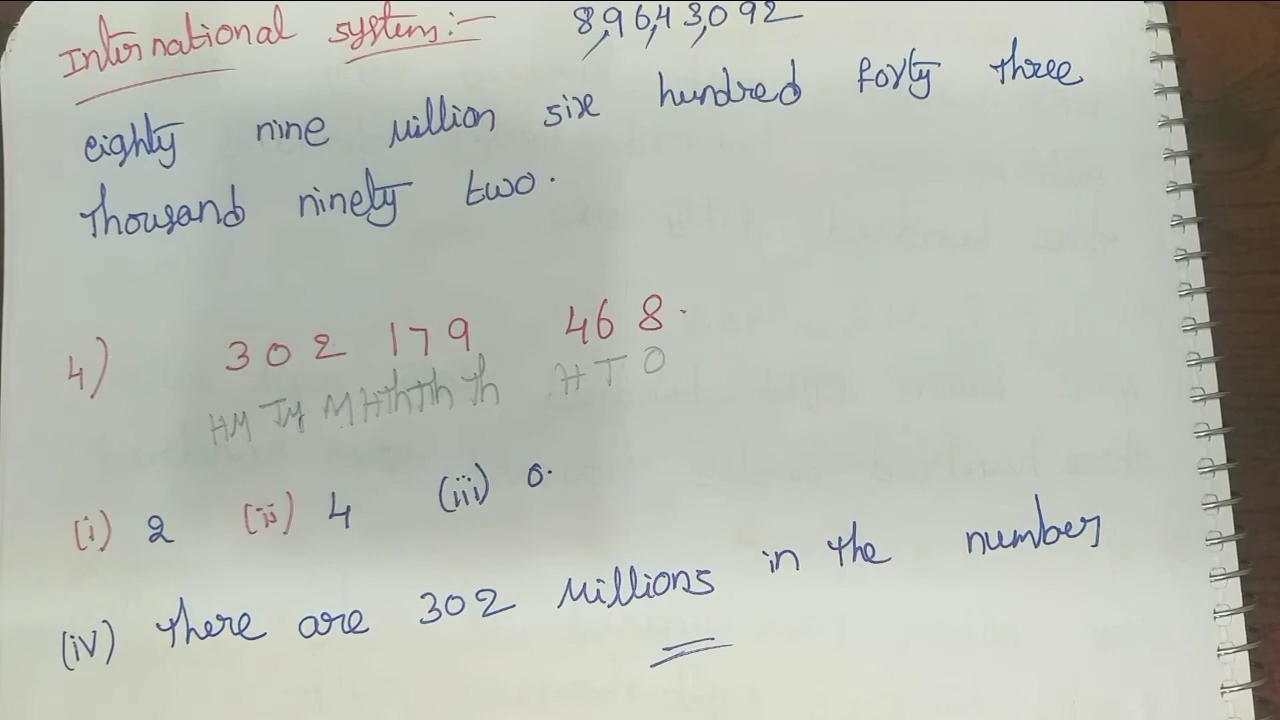 International system:- 8,96,43,092
eighty nine million six hundred forty three
thousand ninety two.
4) 302 179 468.
HM TM M HTh TTh Th H T O
(i) 2 (ii) 4 (iii) 0.
(iv) There are 302 Millions in the number